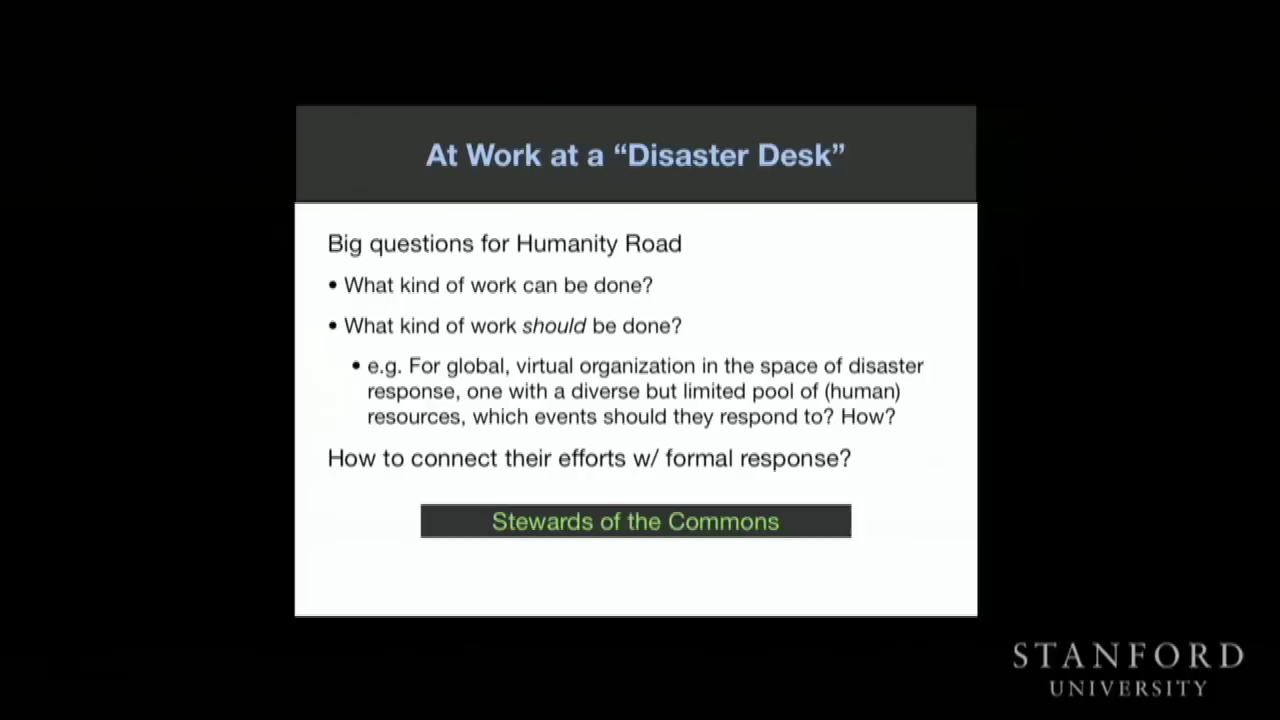 At Work at a “Disaster Desk”
Big questions for Humanity Road
• What kind of work can be done?
• What kind of work should be done?
• e.g. For global, virtual organization in the space of disaster
response, one with a diverse but limited pool of (human)
resources, which events should they respond to? How?
How to connect their efforts w/ formal response?
Stewards of the Commons
STANFORD
UNIVERSITY